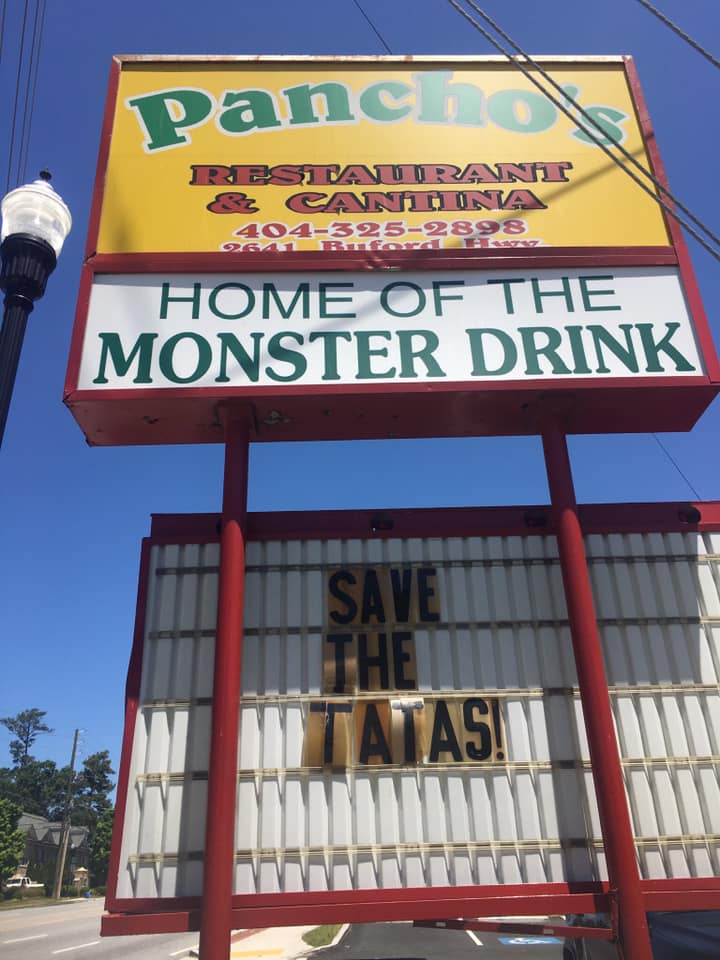 Pancho's
RESTAURANT
& CANTINA
404-325-2898
2641 Buford Hwy
HOME OF THE
MONSTER DRINK
SAVE
THE
TATAS!